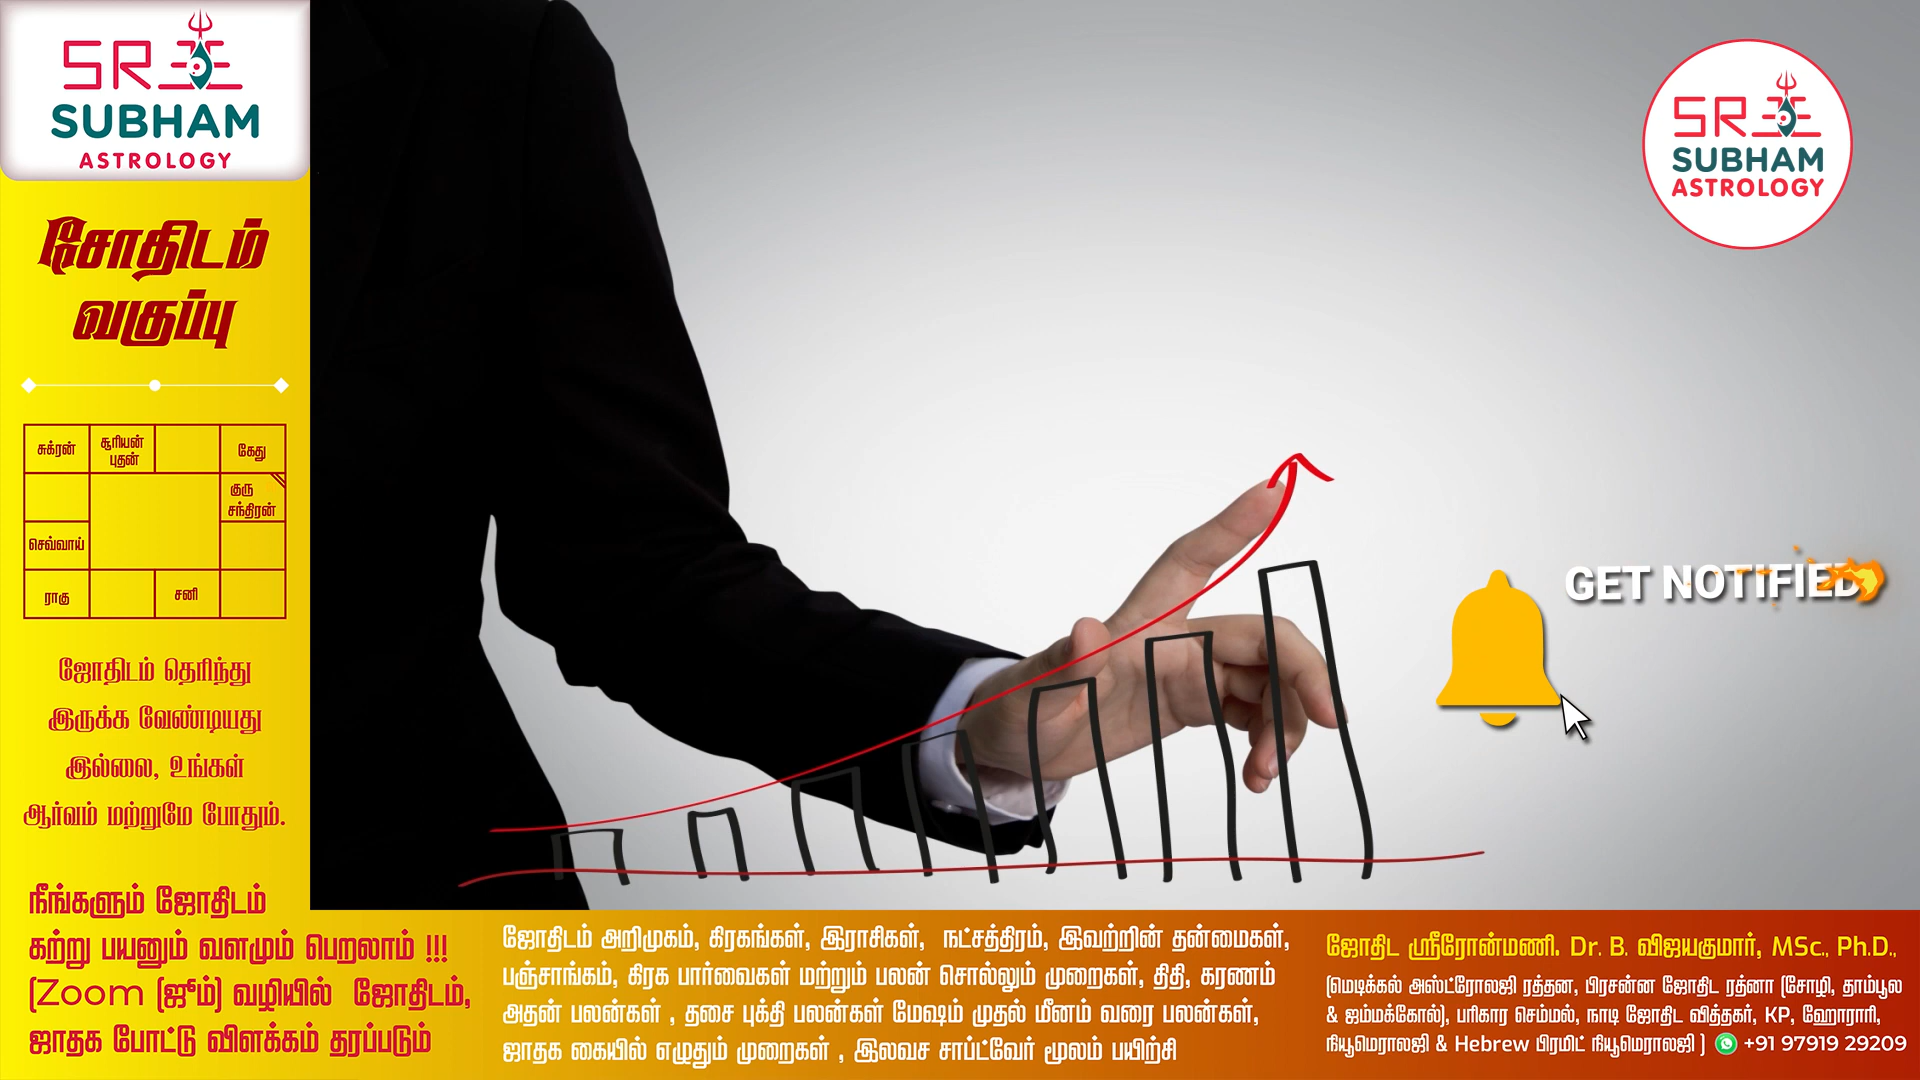 SREE
SUBHAM
ASTROLOGY
சோதிடம்
வகுப்பு
சுக்ரன்
சூரியன்
புதன்
கேது
குரு
சந்திரன்
செவ்வாய்
ராகு
சனி
ஜோதிடம் தெரிந்து
இருக்க வேண்டியது
இல்லை, உங்கள்
ஆர்வம் மற்றுமே போதும்.
நீங்களும் ஜோதிடம்
கற்று பயனும் வளமும் பெறலாம் !!!
(Zoom (ஜூம்) வழியில் ஜோதிடம்,
ஜாதக போட்டு விளக்கம் தரப்படும்
SREE
SUBHAM
ASTROLOGY
GET NOTIFIED
ஜோதிடம் அறிமுகம், கிரகங்கள், இராசிகள், நட்சத்திரம், இவற்றின் தன்மைகள்,
பஞ்சாங்கம், கிரக பார்வைகள் மற்றும் பலன் சொல்லும் முறைகள், திதி, கரணம்
அதன் பலன்கள் , தசை புக்தி பலன்கள் மேஷம் முதல் மீனம் வரை பலன்கள்,
ஜாதக கையில் எழுதும் முறைகள் , இலவச சாப்ட்வேர் மூலம் பயிற்சி
ஜோதிட ஸ்ரீரோன்மணி. Dr. B. விஜயகுமார், MSc., Ph.D.,
(மெடிக்கல் அஸ்ட்ரோலஜி ரத்தன, பிரசன்ன ஜோதிட ரத்னா (சோழி, தாம்பூல
& ஜம்மக்கோல்), பரிகார செம்மல், நாடி ஜோதிட வித்தகர், KP, ஹோராரி,
நியூமெராலஜி & Hebrew பிரமிட் நியூமெராலஜி ) +91 97919 29209